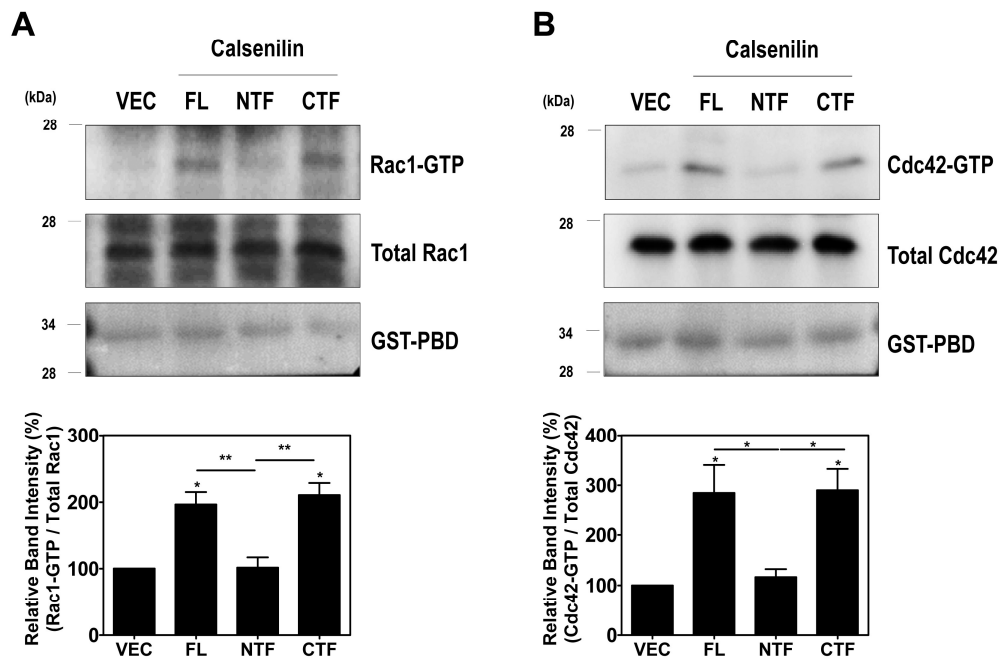 A
Calsenilin
(kDa) VEC FL NTF CTF
28
Rac1-GTP
28
Total Rac1
34
GST-PBD
28
Relative Band Intensity (%)
(Rac1-GTP / Total Rac1)
300
200
100
0
** **
* *
VEC FL NTF CTF
B
Calsenilin
(kDa) VEC FL NTF CTF
28
Cdc42-GTP
28
Total Cdc42
34
GST-PBD
28
Relative Band Intensity (%)
(Cdc42-GTP / Total Cdc42)
400
300
200
100
0
* *
* *
VEC FL NTF CTF